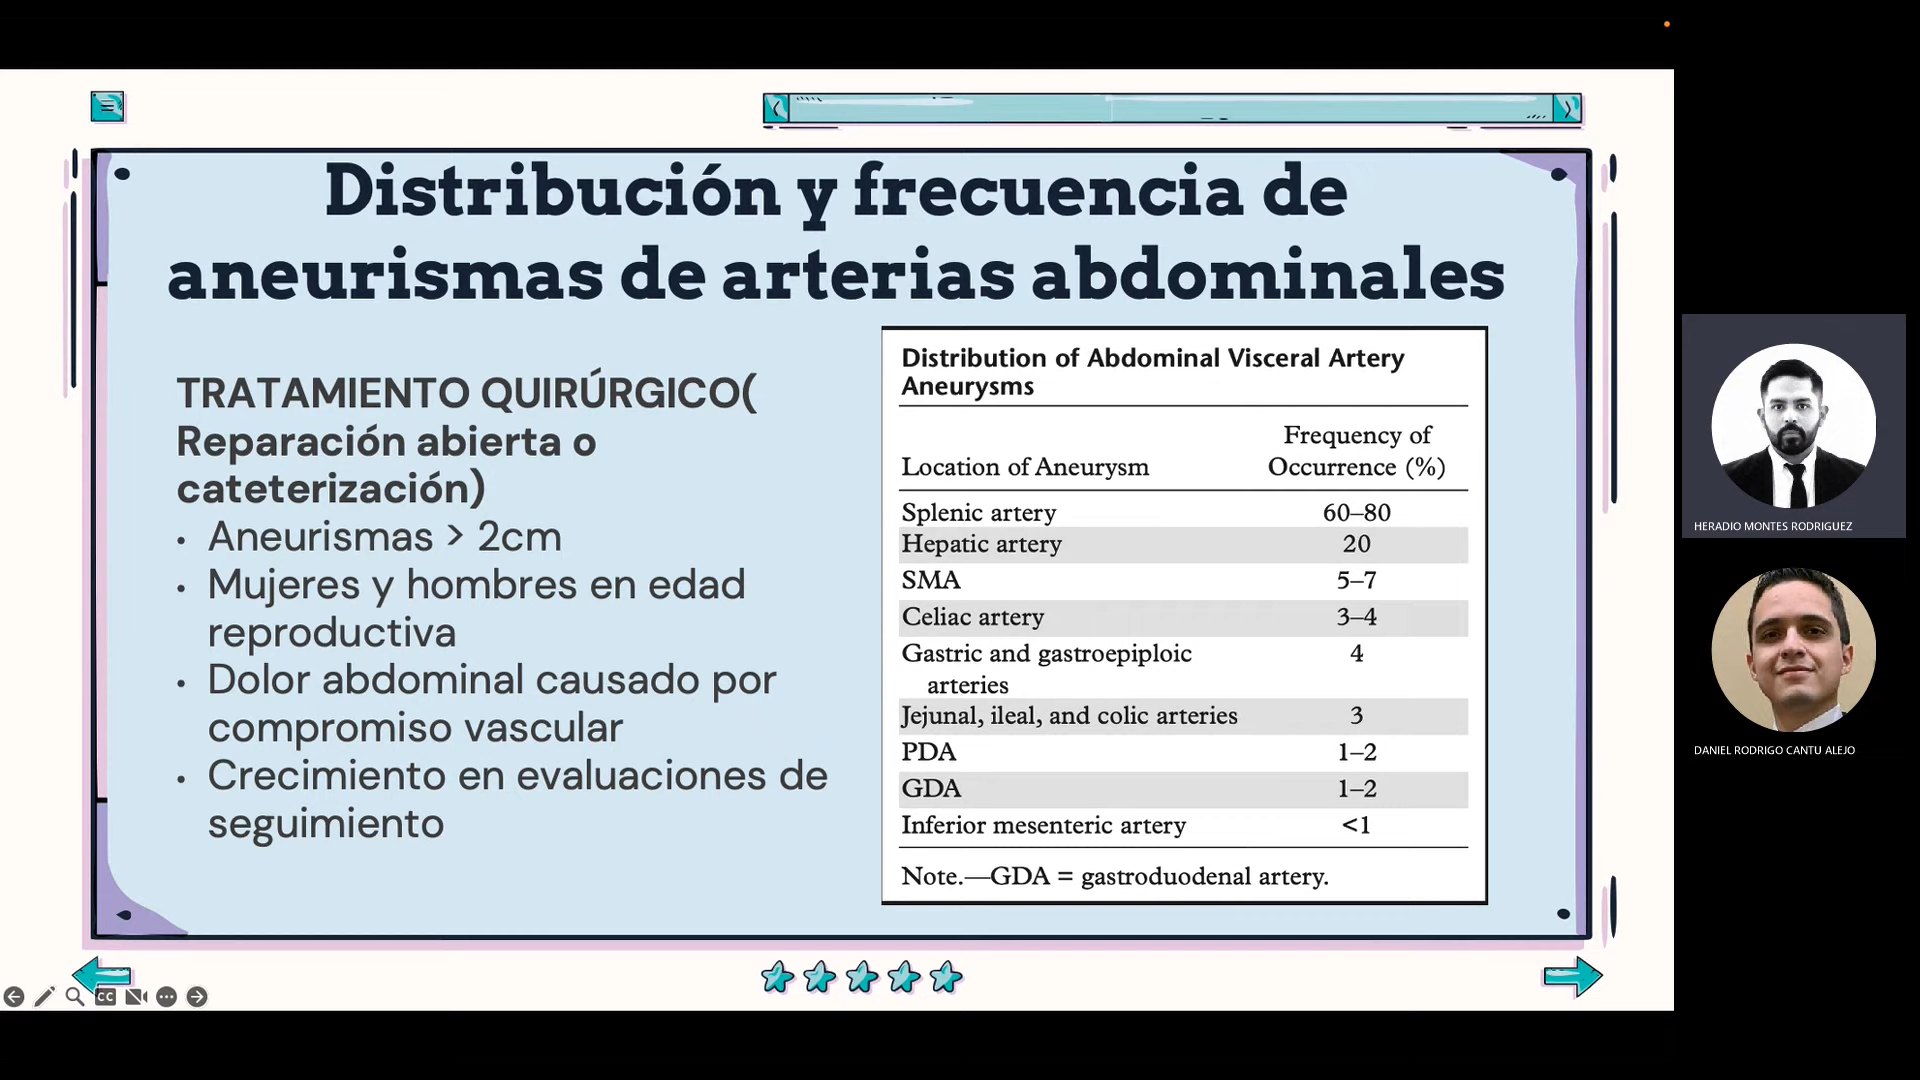 Distribución y frecuencia de
aneurismas de arterias abdominales
TRATAMIENTO QUIRÚRGICO(
Reparación abierta o
cateterización)
• Aneurismas > 2cm
• Mujeres y hombres en edad
reproductiva
• Dolor abdominal causado por
compromiso vascular
• Crecimiento en evaluaciones de
seguimiento
Distribution of Abdominal Visceral Artery
Aneurysms
Location of Aneurysm Frequency of
Occurrence (%)
Splenic artery 60–80
Hepatic artery 20
SMA 5–7
Celiac artery 3–4
Gastric and gastroepiploic 4
arteries
Jejunal, ileal, and colic arteries 3
PDA 1–2
GDA 1–2
Inferior mesenteric artery <1
Note.—GDA = gastroduodenal artery.
HERADIO MONTES RODRIGUEZ
DANIEL RODRIGO CANTU ALEJO
CC